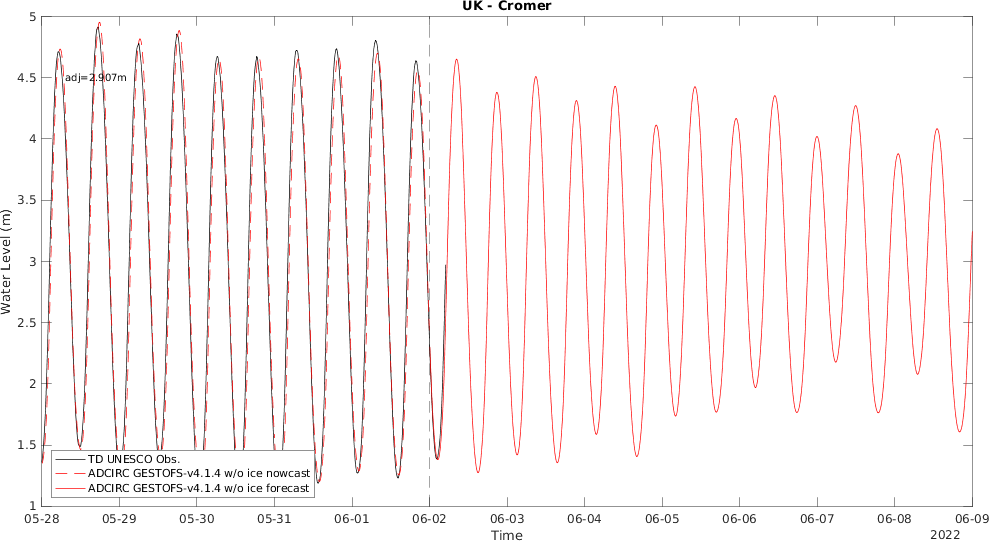 UK - Cromer
5
4.5
4
3.5
3
2.5
2
1.5
1
Water Level (m)
adj=2.907m
TD UNESCO Obs.
ADCIRC GESTOFS-v4.1.4 w/o ice nowcast
ADCIRC GESTOFS-v4.1.4 w/o ice forecast
05-28 05-29 05-30 05-31 06-01 06-02 06-03 06-04 06-05 06-06 06-07 06-08 06-09
Time
2022